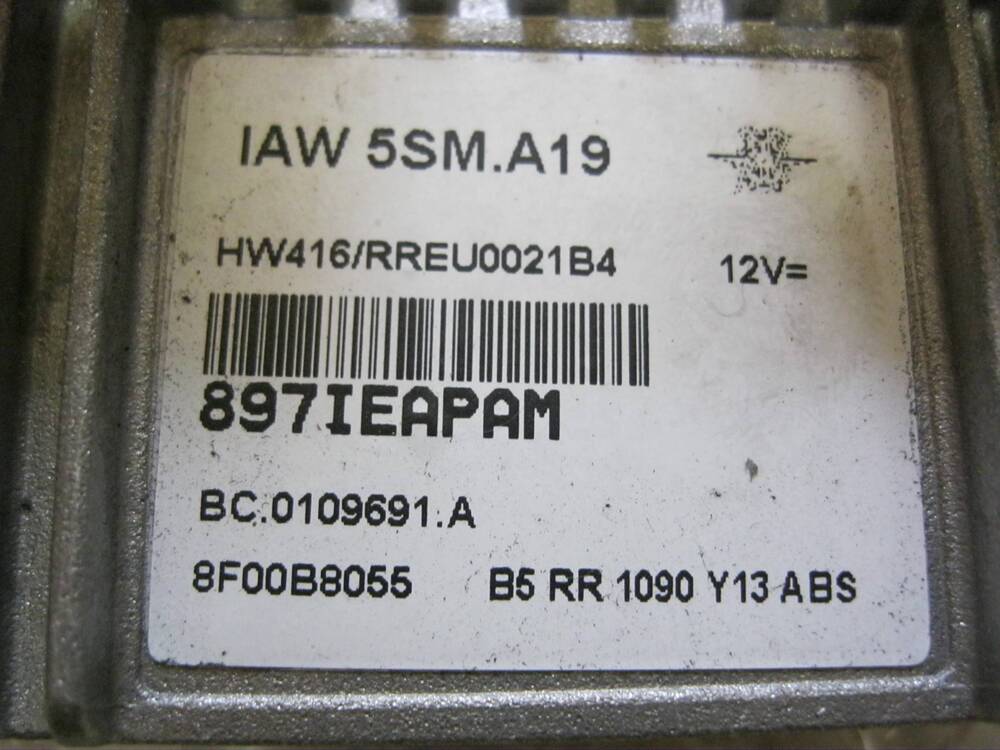 IAW 5SM.A19
HW416/RREU0021B4 12V=
897IEAPAM
BC.0109691.A
8F00B8055 B5 RR 1090 Y13 ABS